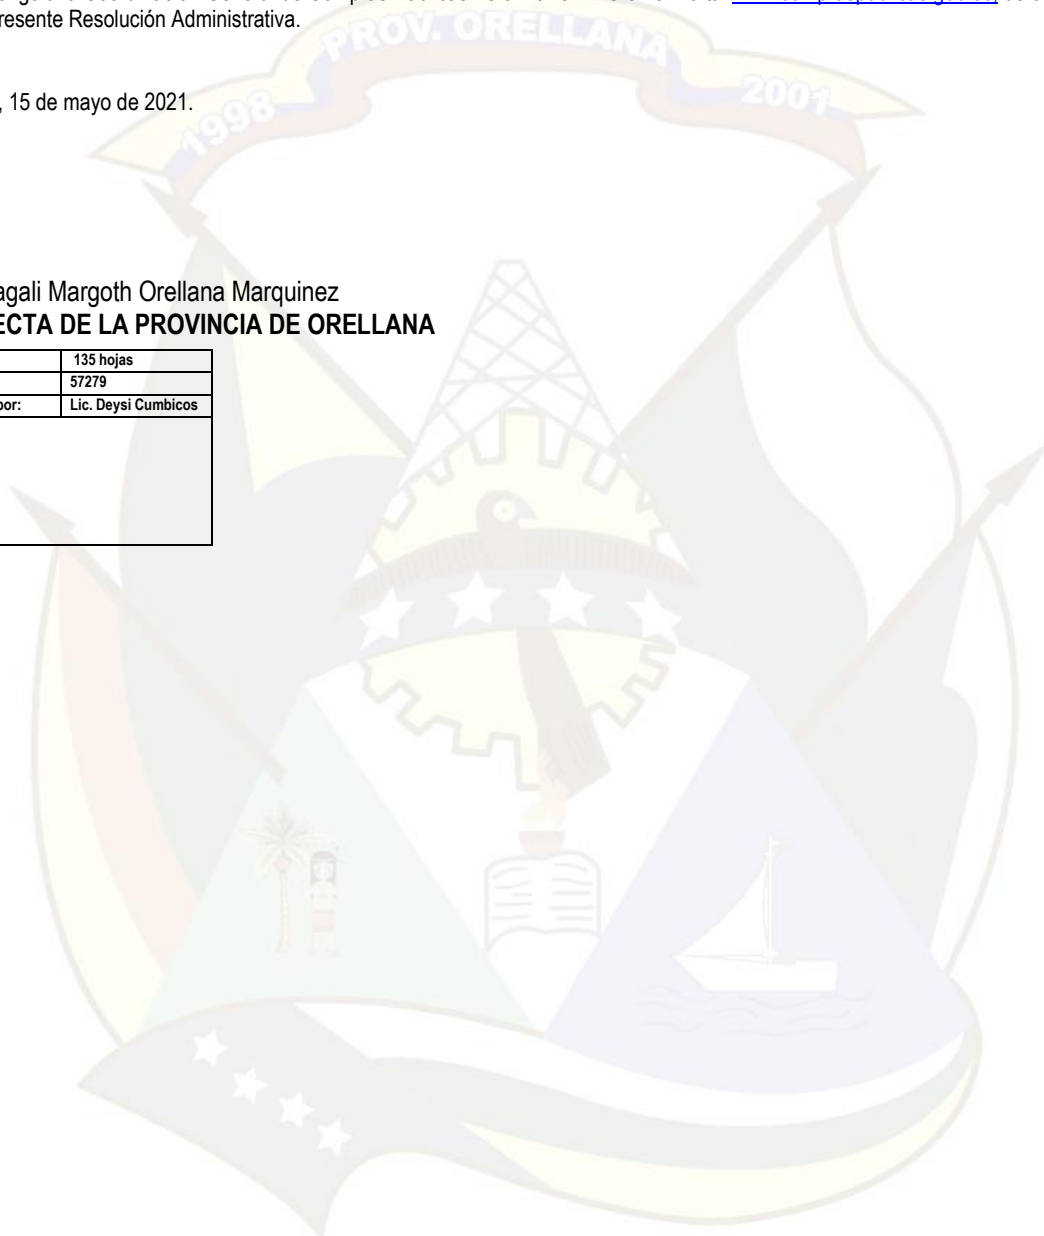 resente Resolución Administrativa.
, 15 de mayo de 2021.
agali Margoth Orellana Marquinez
ECTA DE LA PROVINCIA DE ORELLANA
135 hojas
57279
por: Lic. Deysi Cumbicos
PROV. ORELLANA
1998 2001